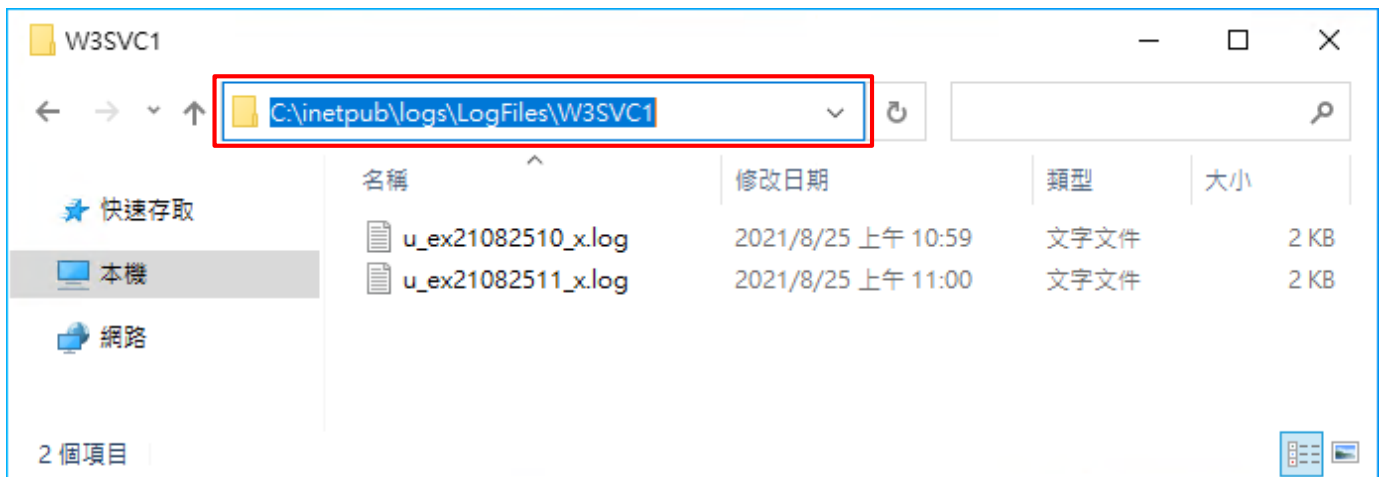 W3SVC1
C:\inetpub\logs\LogFiles\W3SVC1
名稱 修改日期 類型 大小
快速存取
本機
網路
u_ex21082510_x.log 2021/8/25 上午 10:59 文字文件 2 KB
u_ex21082511_x.log 2021/8/25 上午 11:00 文字文件 2 KB
2 個項目